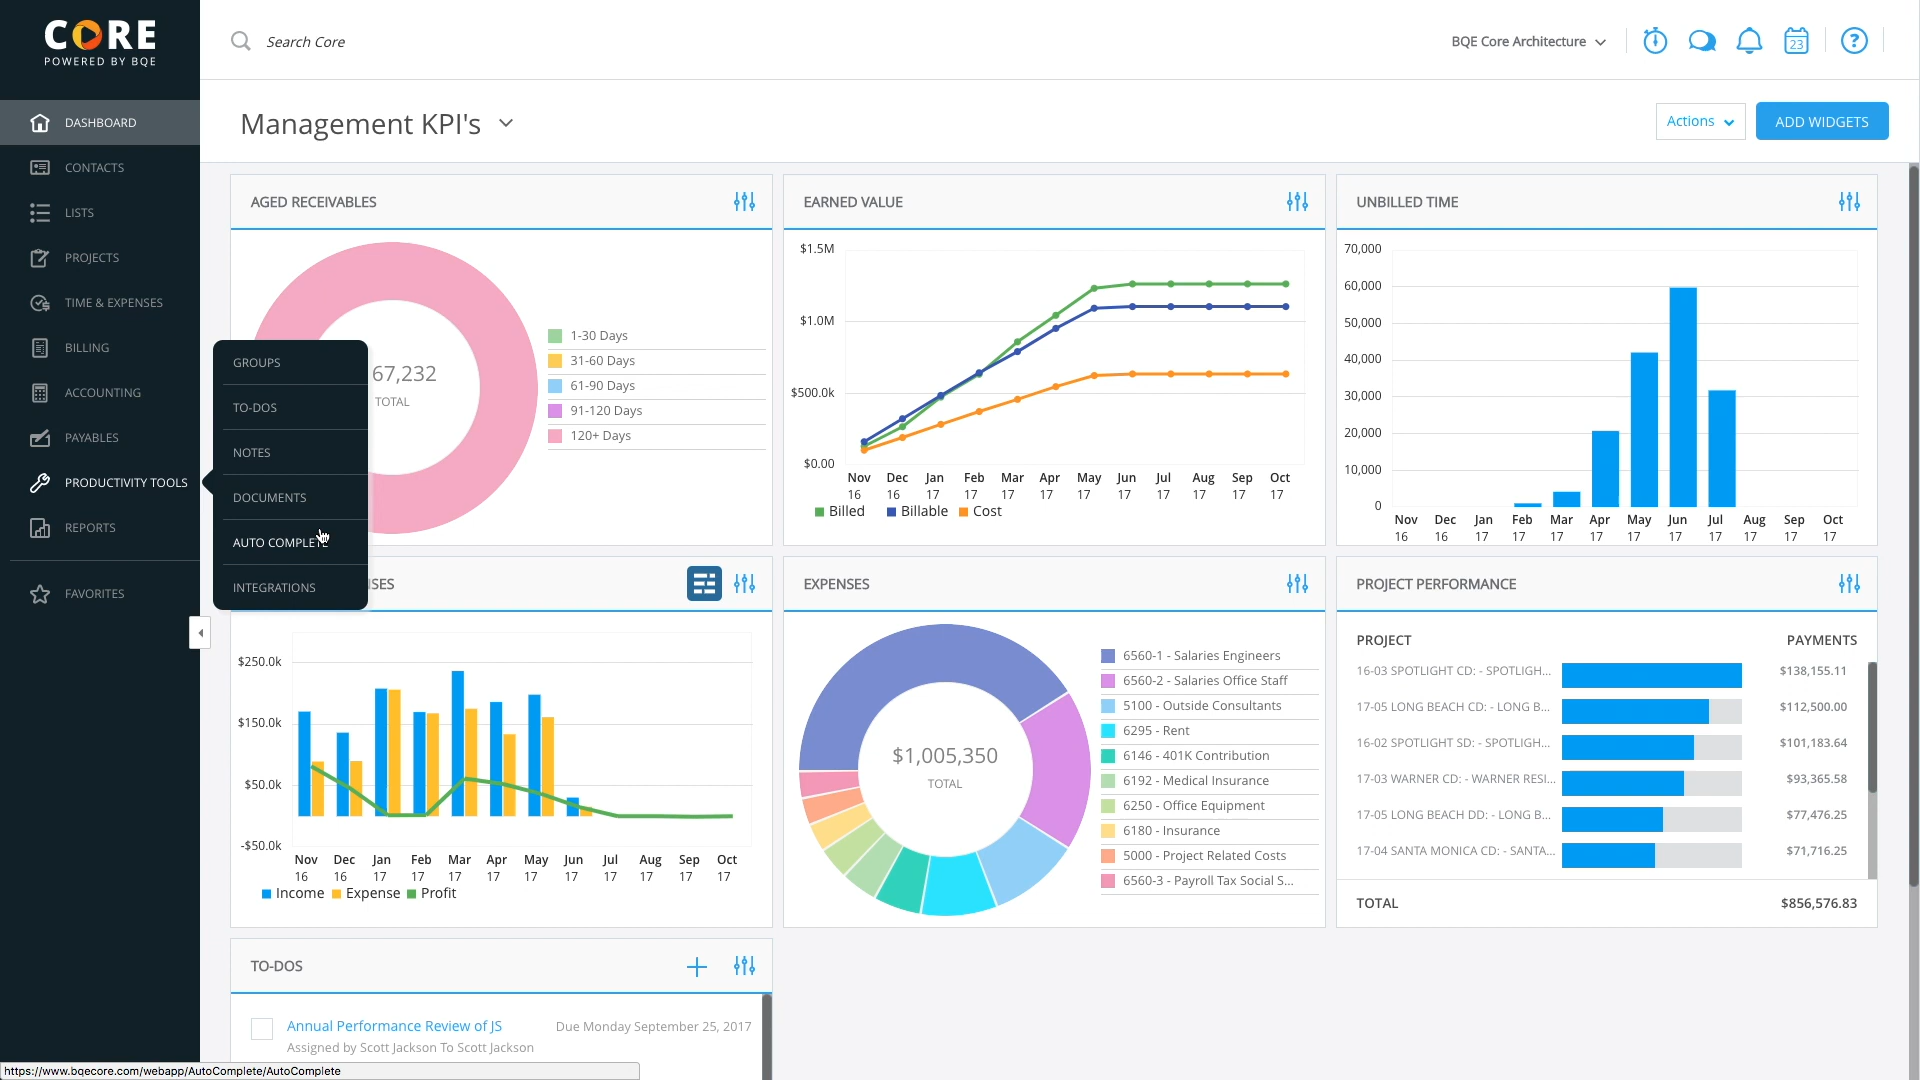 CORE
POWERED BY BQE
Search Core
BQE Core Architecture
23
?
DASHBOARD
CONTACTS
LISTS
PROJECTS
TIME & EXPENSES
BILLING
ACCOUNTING
PAYABLES
PRODUCTIVITY TOOLS
REPORTS
FAVORITES
GROUPS
TO-DOS
NOTES
DOCUMENTS
AUTO COMPLETE
INTEGRATIONS
Management KPI's
Actions
ADD WIDGETS
AGED RECEIVABLES
67,232
TOTAL
1-30 Days
31-60 Days
61-90 Days
91-120 Days
120+ Days
EARNED VALUE
$1.5M
$1.0M
$500.0k
$0.00
Nov Dec Jan Feb Mar Apr May Jun Jul Aug Sep Oct
16 16 17 17 17 17 17 17 17 17 17 17
Billed Billable Cost
UNBILLED TIME
70,000
60,000
50,000
40,000
30,000
20,000
10,000
0
Nov Dec Jan Feb Mar Apr May Jun Jul Aug Sep Oct
16 16 17 17 17 17 17 17 17 17 17 17
SES
$250.0k
$150.0k
$50.0k
-$50.0k
Nov Dec Jan Feb Mar Apr May Jun Jul Aug Sep Oct
16 16 17 17 17 17 17 17 17 17 17 17
Income Expense Profit
EXPENSES
$1,005,350
TOTAL
6560-1 - Salaries Engineers
6560-2 - Salaries Office Staff
5100 - Outside Consultants
6295 - Rent
6146 - 401K Contribution
6192 - Medical Insurance
6250 - Office Equipment
6180 - Insurance
5000 - Project Related Costs
6560-3 - Payroll Tax Social S...
PROJECT PERFORMANCE
PROJECT PAYMENTS
16-03 SPOTLIGHT CD: - SPOTLIGH... $138,155.11
17-05 LONG BEACH CD: - LONG B... $112,500.00
16-02 SPOTLIGHT SD: - SPOTLIGH... $101,183.64
17-03 WARNER CD: - WARNER RESI... $93,365.58
17-05 LONG BEACH DD: - LONG B... $77,476.25
17-04 SANTA MONICA CD: - SANTA... $71,716.25
TOTAL $856,576.83
TO-DOS
Annual Performance Review of JS Due Monday September 25, 2017
Assigned by Scott Jackson To Scott Jackson
https://www.bqecore.com/webapp/AutoComplete/AutoComplete